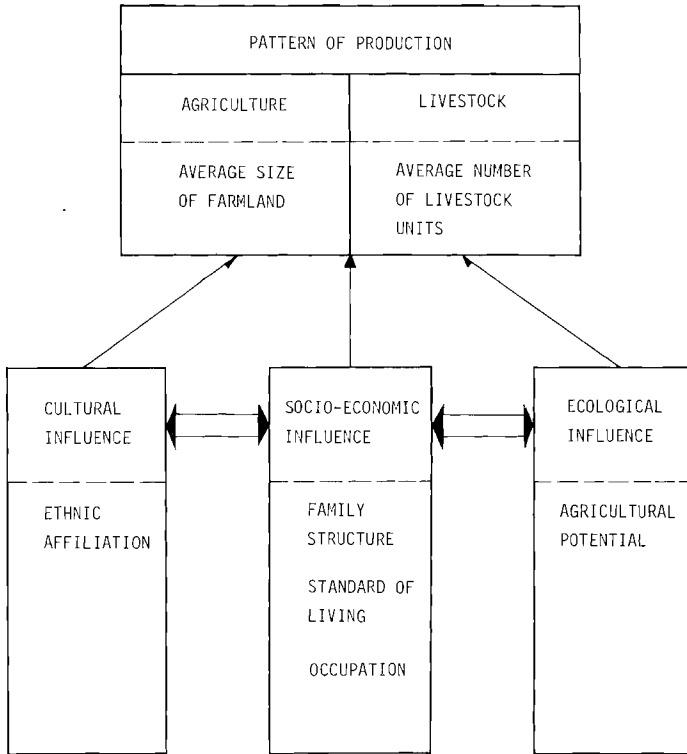 PATTERN OF PRODUCTION
AGRICULTURE
LIVESTOCK
AVERAGE SIZE
OF FARMLAND
AVERAGE NUMBER
OF LIVESTOCK
UNITS
CULTURAL
INFLUENCE
SOCIO-ECONOMIC
INFLUENCE
ECOLOGICAL
INFLUENCE
ETHNIC
AFFILIATION
FAMILY
STRUCTURE
STANDARD OF
LIVING
OCCUPATION
AGRICULTURAL
POTENTIAL